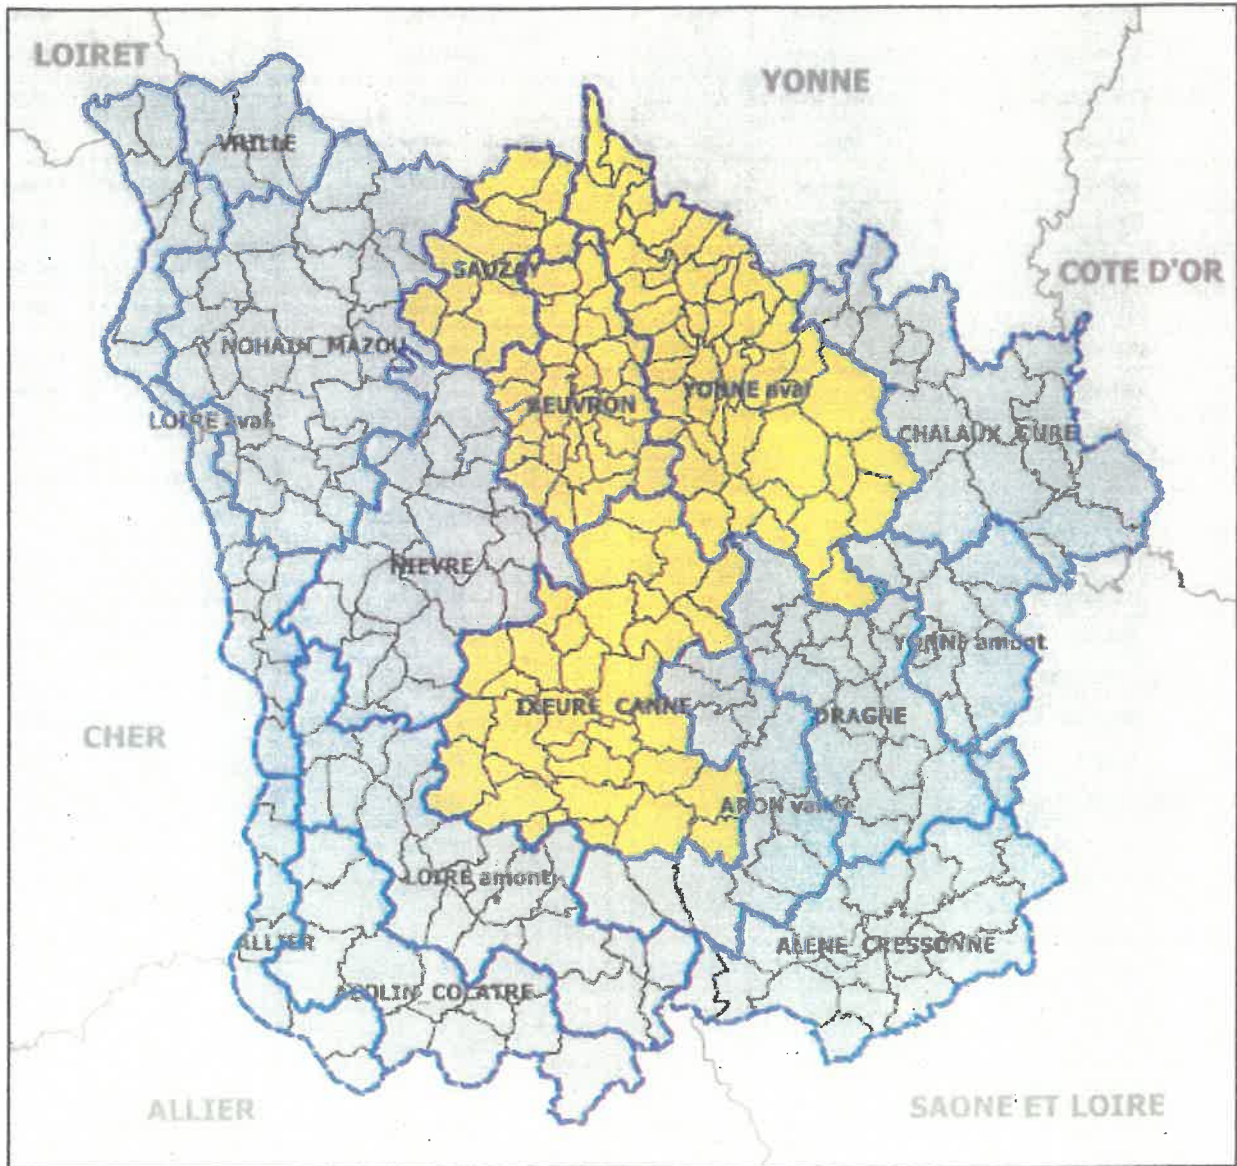 LOIRET
YONNE
VRILLE
COTE D'OR
SAUZAY
NOHAIN_MAZOU
YONNE aval
BEUVRON
LOIRE aval
CHALAUX_CURE
NIEVRE
YONNE amont
IXEURE_CANNE
DRAGNE
CHER
ARON
LOIRE amont
ALLIER
ALENE_CRESSONNE
COLATRE
ALLIER
SAONE ET LOIRE